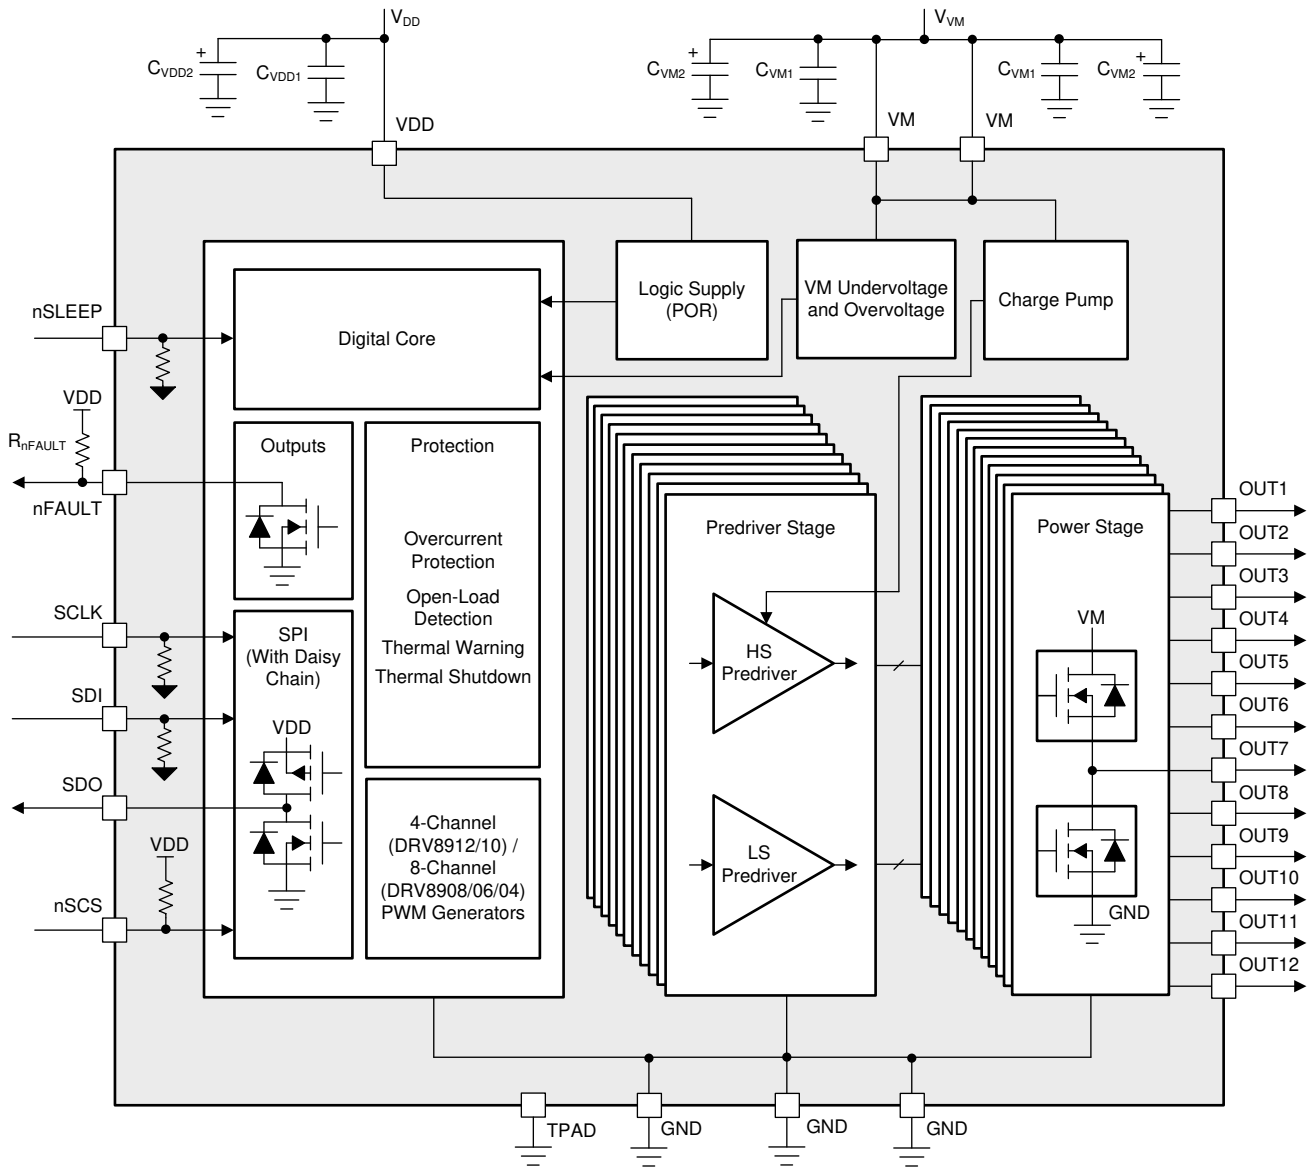 VDD
VVM
CVDD2
+
CVDD1
+
CVM2
CVM1
CVM1
CVM2
+
VDD
VM
VM
nSLEEP
VDD
RnFAULT
nFAULT
SCLK
SDI
SDO
VDD
nSCS
Digital Core
Logic Supply
(POR)
VM Undervoltage
and Overvoltage
Charge Pump
Outputs
Protection
Overcurrent
Protection
Open-Load
Detection
Thermal Warning
Thermal Shutdown
SPI
(With Daisy
Chain)
VDD
4-Channel
(DRV8912/10) /
8-Channel
(DRV8908/06/04)
PWM Generators
Predriver Stage
HS
Predriver
LS
Predriver
Power Stage
VM
GND
OUT1
OUT2
OUT3
OUT4
OUT5
OUT6
OUT7
OUT8
OUT9
OUT10
OUT11
OUT12
TPAD
GND
GND
GND